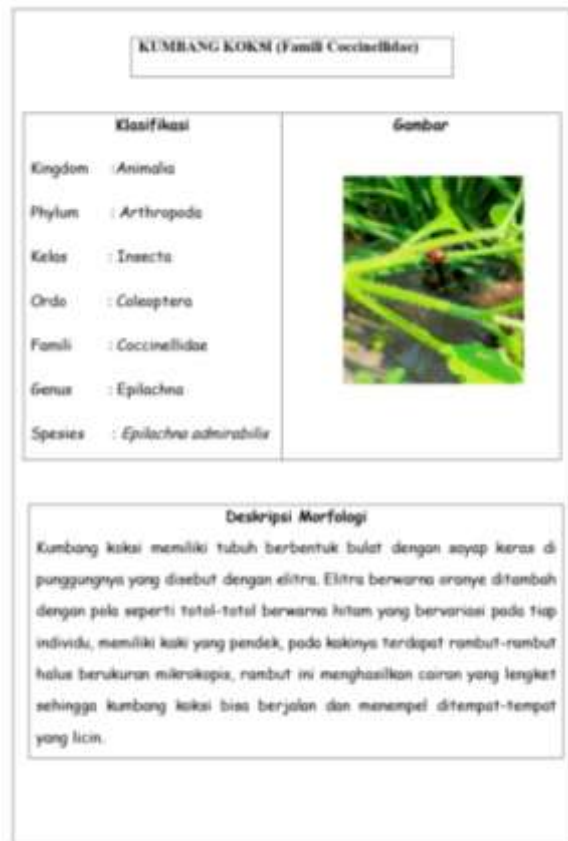 KUMBANG KOKSI (Famili Coccinellidae)
Klasifikasi
Gambar
Kingdom :Animalia
Phylum : Arthropoda
Kelas : Insecta
Ordo : Coleoptera
Famili : Coccinellidae
Genus : Epilachna
Spesies : Epilachna admirabilis
Deskripsi Morfologi
Kumbang koksi memiliki tubuh berbentuk bulat dengan sayap keras di
punggungnya yang disebut dengan elitra. Elitra berwarna oranye ditambah
dengan pola seperti totol-totol berwarna hitam yang bervariasi pada tiap
individu, memiliki kaki yang pendek, pada kakinya terdapat rambut-rambut
halus berukuran mikrokopis, rambut ini menghasilkan cairan yang lengket
sehingga kumbang koksi bisa berjalan dan menempel ditempat-tempat
yang licin.